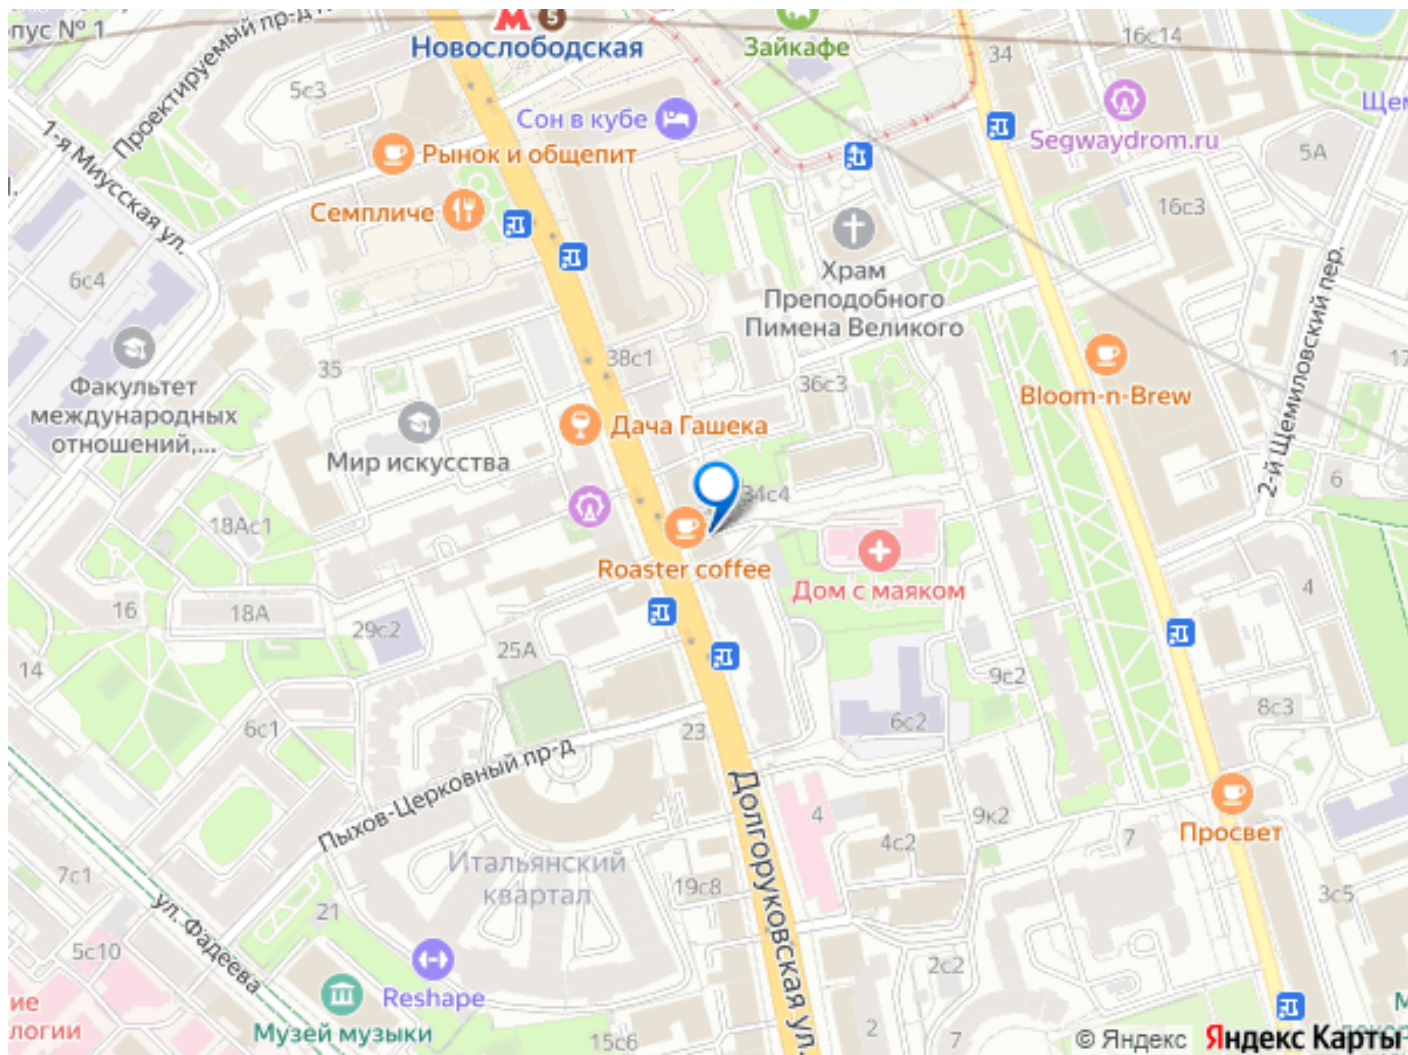 пус № 1
Проектируемый пр-д
5
Новослободская
Зайкафе
34
16с14
5с3
Сон в кубе
Щем
Segwaydrom.ru
1-я Миусская ул.
Рынок и общепит
5А
Семпличе
16с3
Храм
Преподобного
Пимена Великого
6с4
2-й Щемиловский пер.
Факультет
международных
отношений,...
35
38с1
36с3
17
Bloom-n-Brew
Дача Гашека
Мир искусства
6
34с4
18Ас1
Roaster coffee
Дом с маяком
4
16
18А
29с2
25А
14
9с2
8с3
6с1
23
6с2
Пыхов-Церковный пр-д
Долгоруковская ул.
4
9к2
7
Просвет
4с2
Итальянский
квартал
7с1
19с8
3с5
21
ул. Фадеева
5с10
2с2
Reshape
ие
логии
Музей музыки
15с6
2
7
© Яндекс Яндекс Карты